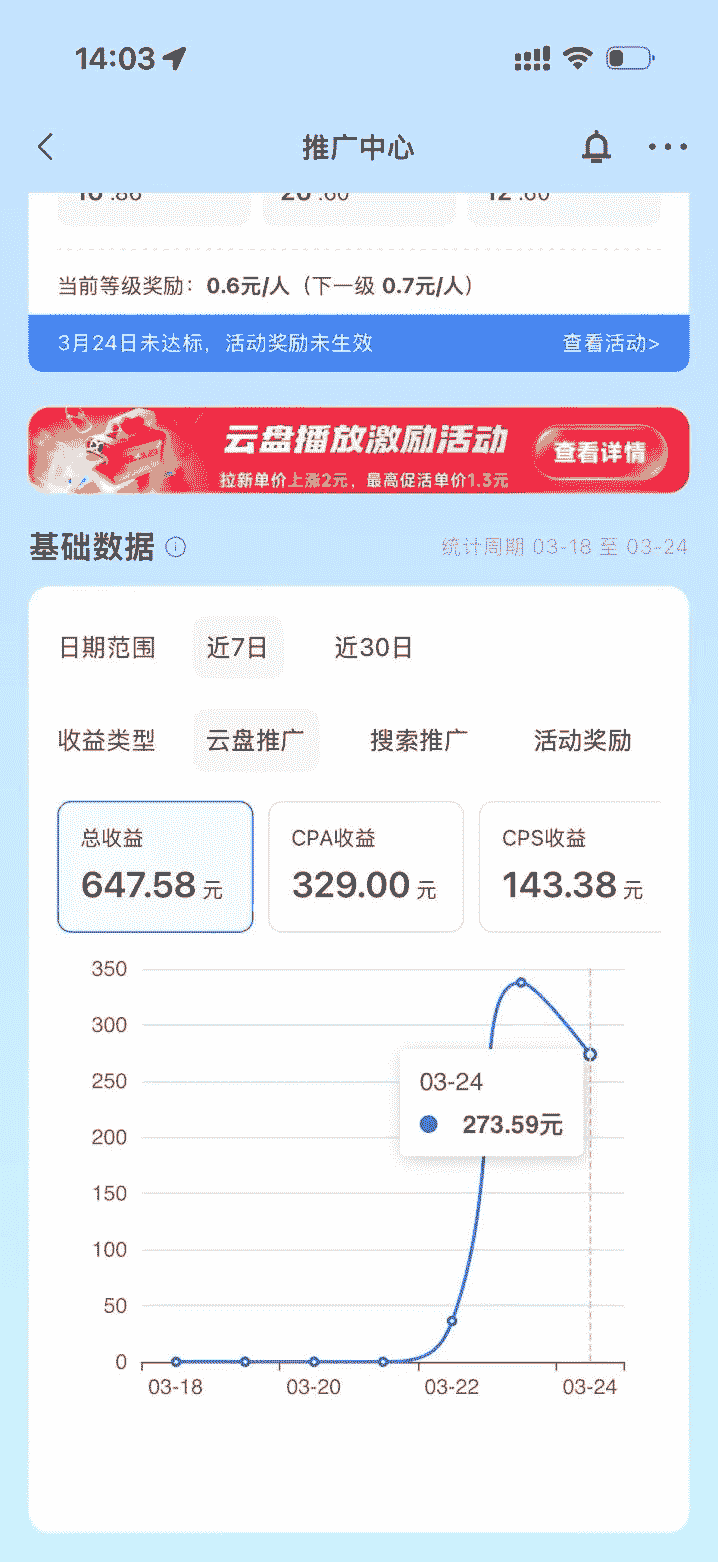 14:03
推广中心
10.86 20.60 12.60
当前等级奖励：0.6元/人（下一级 0.7元/人）
3月24日未达标，活动奖励未生效 查看活动>
云盘播放激励活动
拉新单价上涨2元，最高促活单价1.3元
查看详情
基础数据 统计周期 03-18 至 03-24
日期范围 近7日 近30日
收益类型 云盘推广 搜索推广 活动奖励
总收益 CPA收益 CPS收益
647.58 元 329.00 元 143.38 元
350
300
250
200
150
100
50
0
03-24
273.59元
03-18 03-20 03-22 03-24